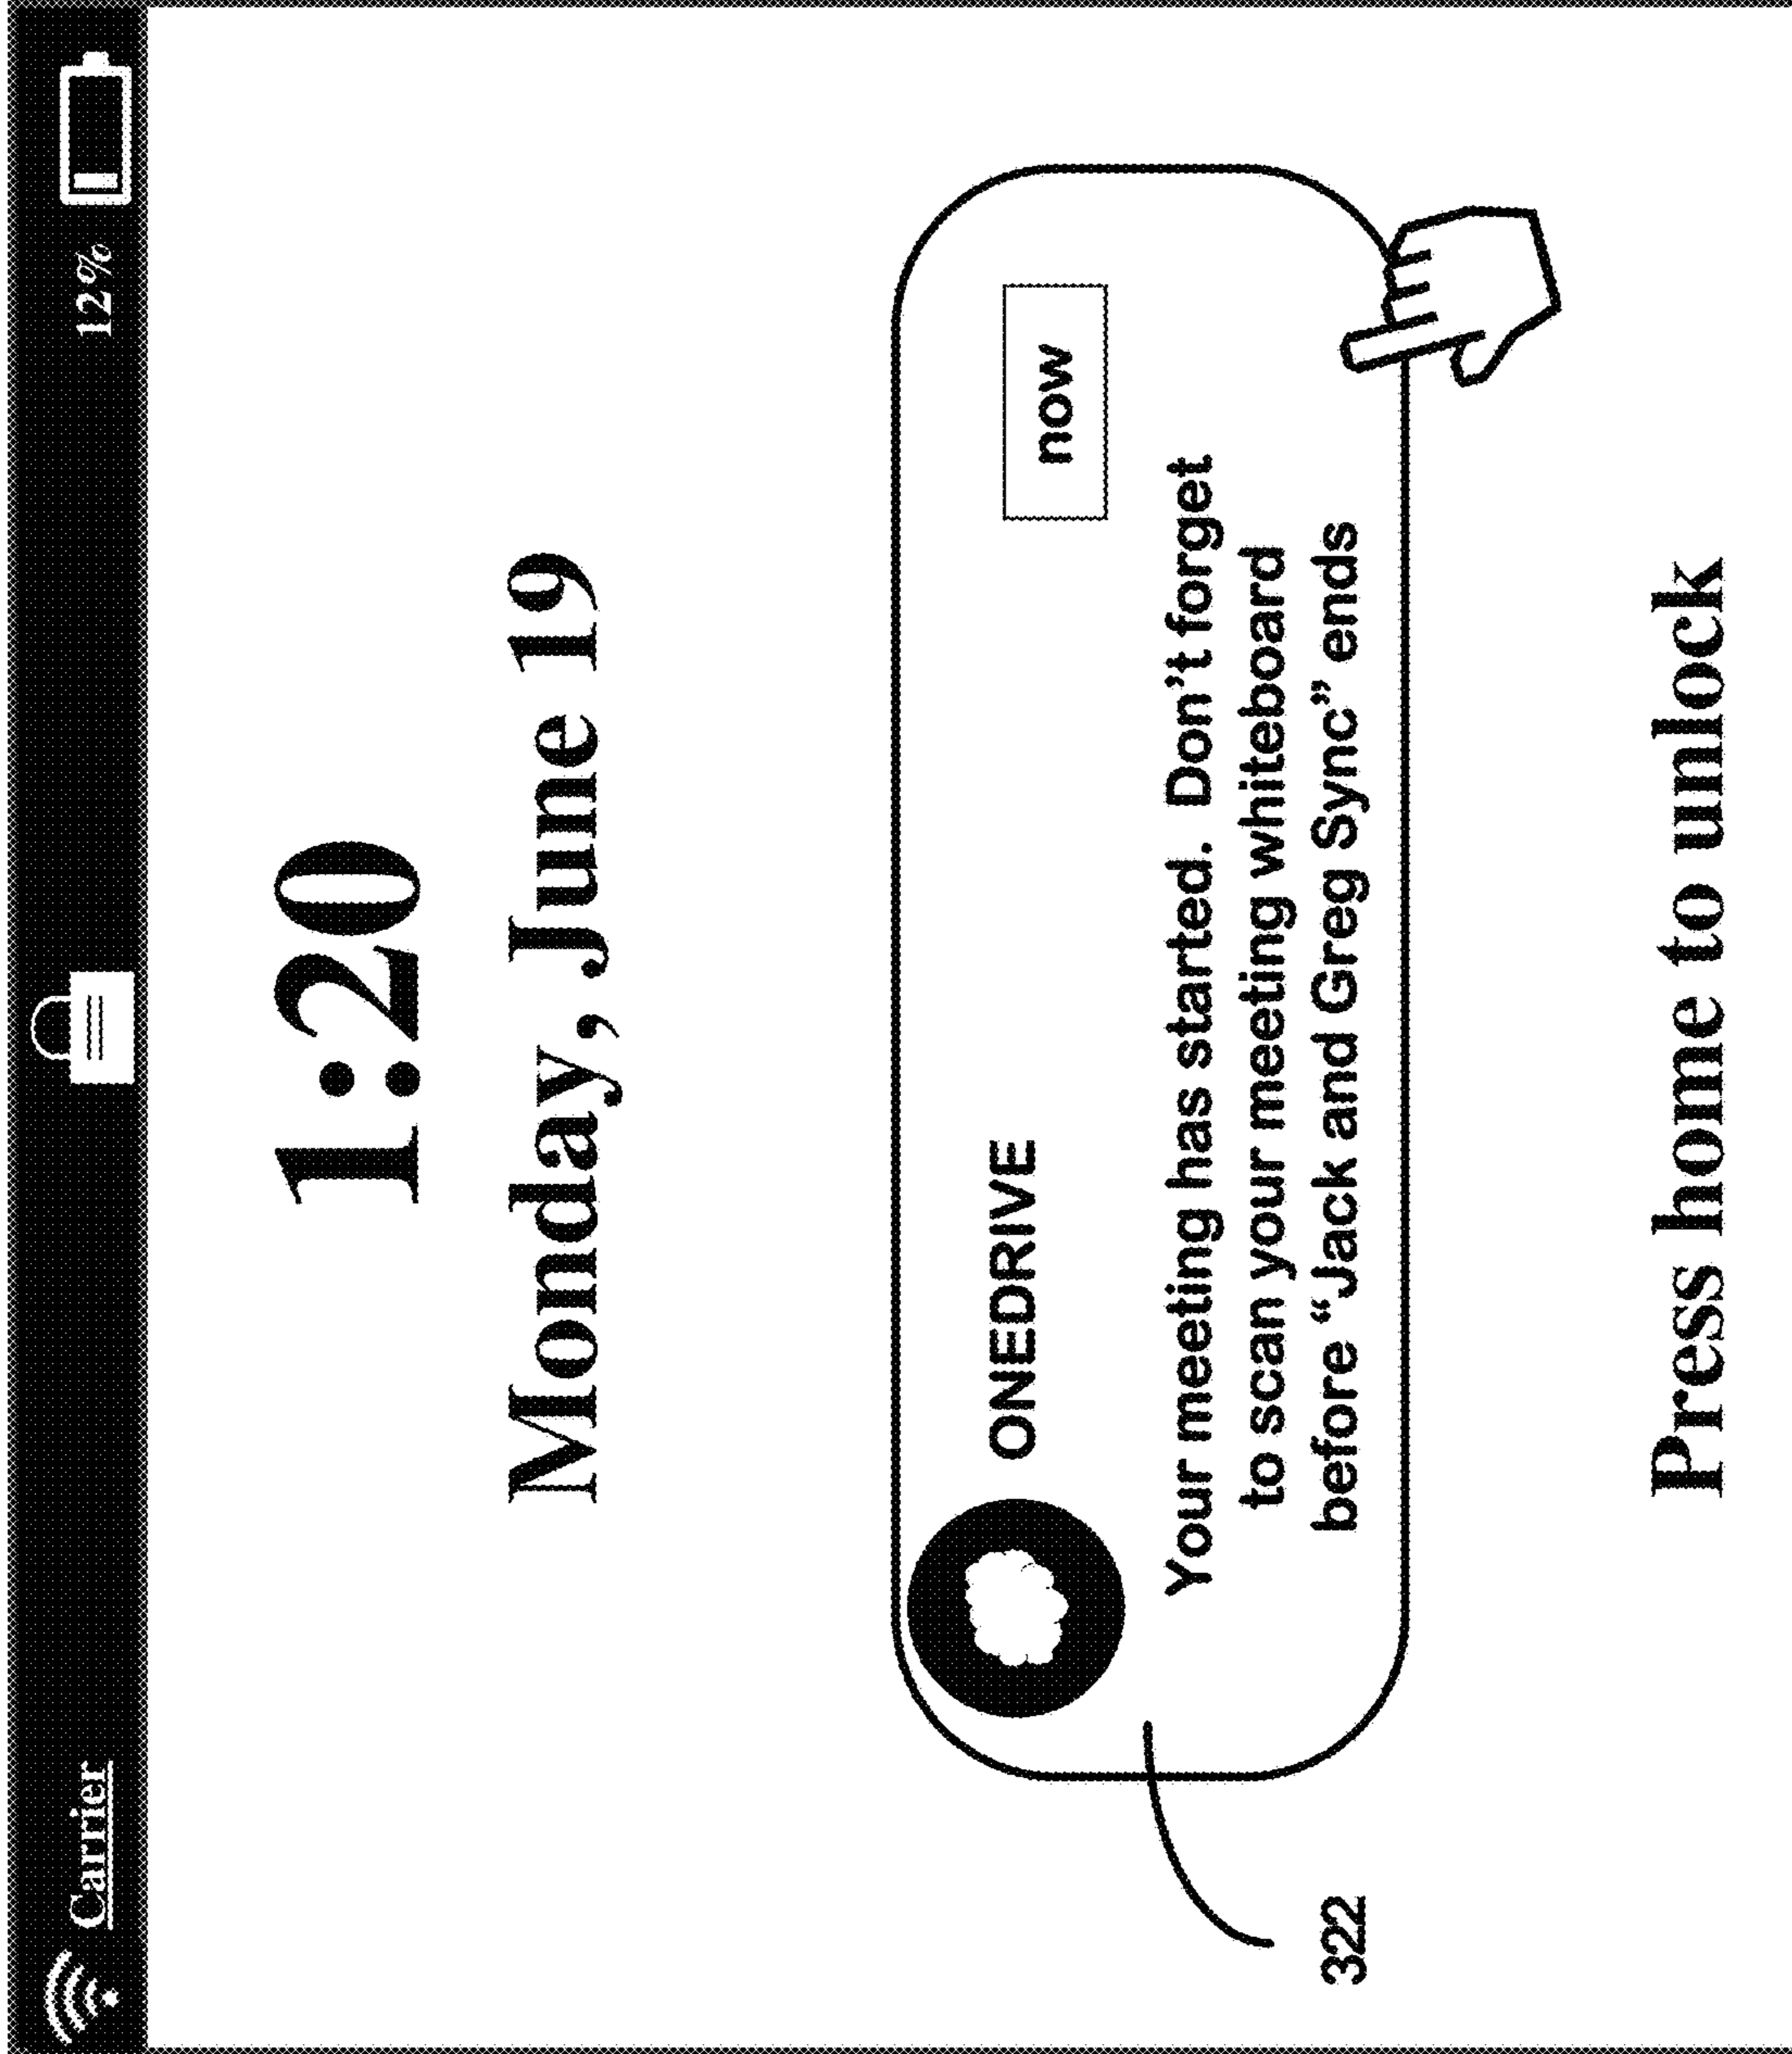 Carrier
12%
1:20
Monday, June 19
ONEDRIVE
now
Your meeting has started. Don't forget
to scan your meeting whiteboard
before “Jack and Greg Sync” ends
322
Press home to unlock